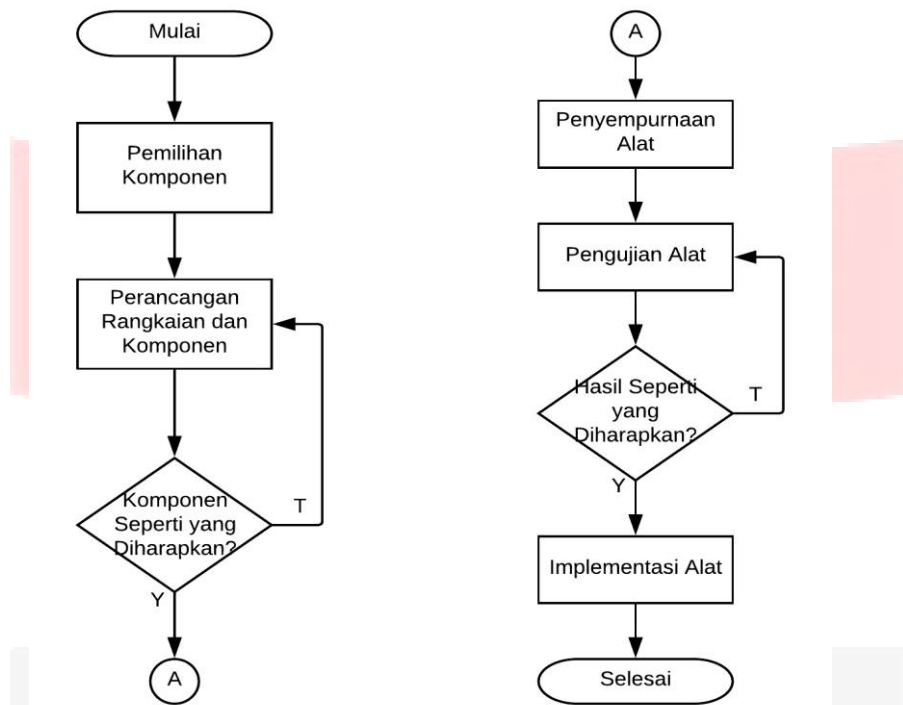 Mulai
Pemilihan
Komponen
Perancangan
Rangkaian dan
Komponen
Komponen
Seperti yang
Diharapkan?
T
Y
A
A
Penyempurnaan
Alat
Pengujian Alat
Hasil Seperti
yang
Diharapkan?
T
Y
Implementasi Alat
Selesai